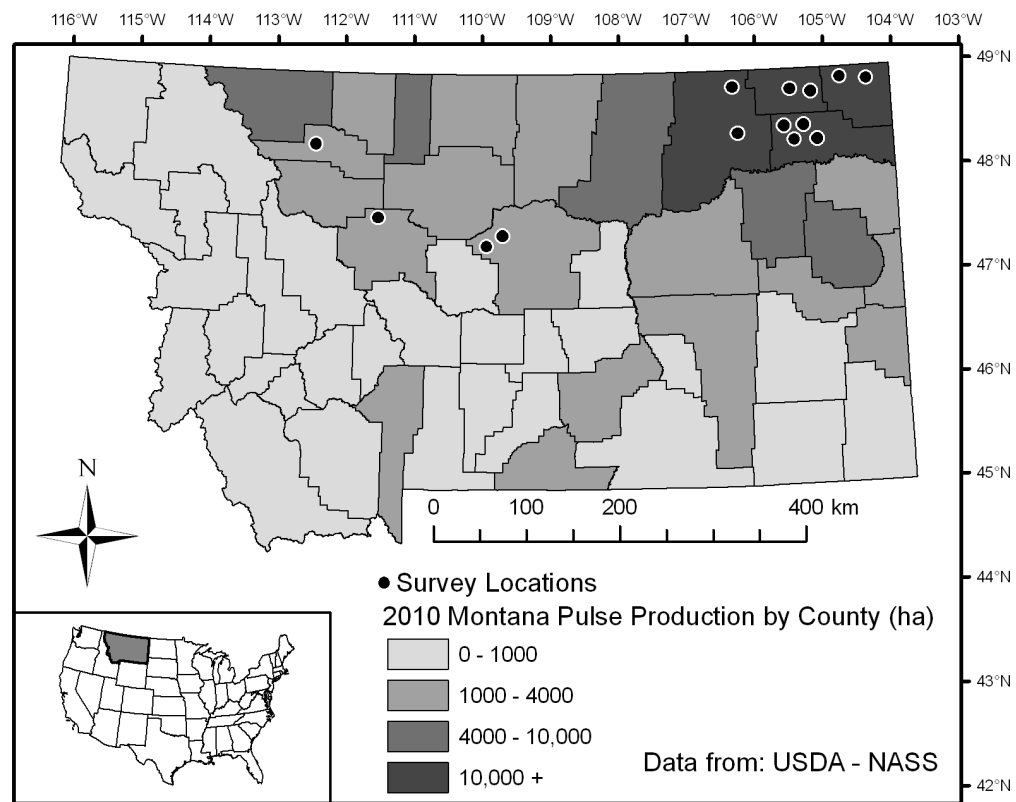 116°W 115°W 114°W 113°W 112°W 111°W 110°W 109°W 108°W 107°W 106°W 105°W 104°W 103°W
49°N
48°N
47°N
46°N
45°N
44°N
43°N
42°N
N
0 100 200 400 km
Survey Locations
2010 Montana Pulse Production by County (ha)
0 - 1000
1000 - 4000
4000 - 10,000
10,000 +
Data from: USDA - NASS